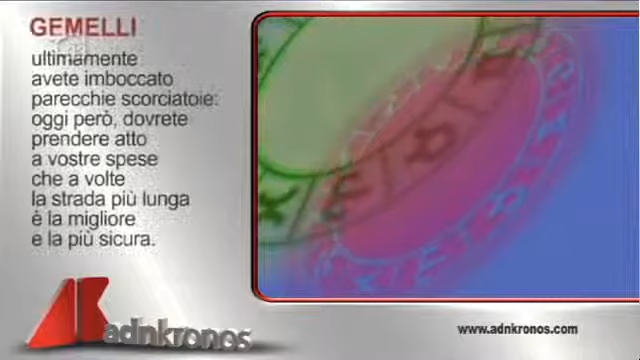 GEMELLI
ultimamente
avete imboccato
parecchie scorciatoie:
oggi però, dovrete
prendere atto
a vostre spese
che a volte
la strada più lunga
è la migliore
e la più sicura.
adnkronos
www.adnkronos.com